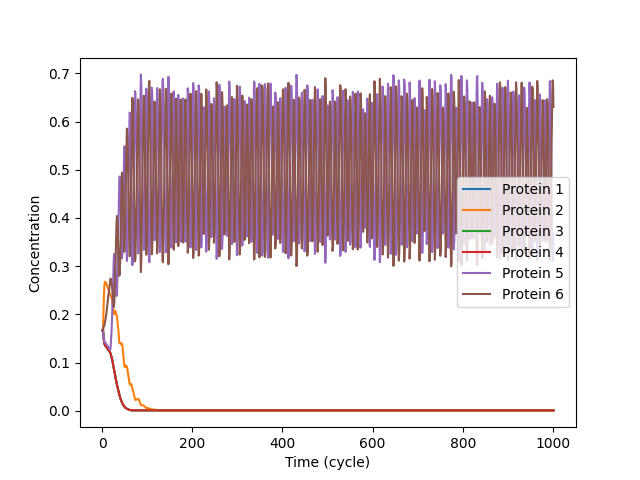 0.7
0.6
0.5
0.4
0.3
0.2
0.1
0.0
Concentration
0
200
400
600
800
1000
Time (cycle)
Protein 1
Protein 2
Protein 3
Protein 4
Protein 5
Protein 6